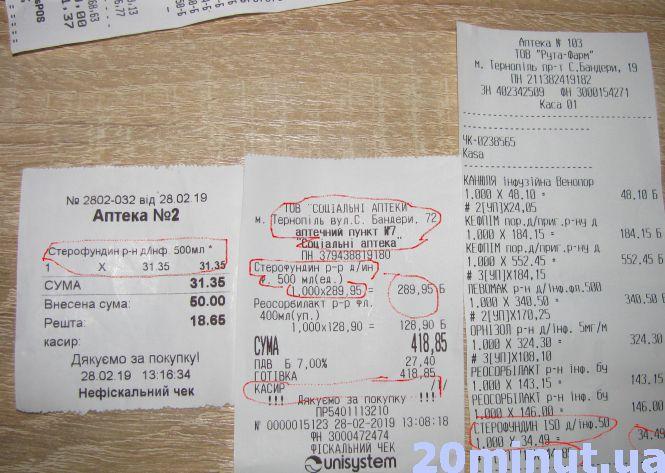 № 2802-032 від 28.02.19
Аптека №2
Стерофундин р-н д/інф. 500мл *
1 X 31.35 31.35
СУМА 31.35
Внесена сума: 50.00
Решта: 18.65
касир:
Дякуємо за покупку!
28.02.19 13:16:34
Нефіскальний чек
ТОВ "СОЦІАЛЬНІ АПТЕКИ"
м. Тернопіль вул.С. Бандери, 72
аптечний пункт №7
"Соціальні аптека"
ПН 379438819180
Стерофундин р-р д/ин
ф. 500 мл(ед.)
1,000x289,95= 289,95 Б
Реосорбилакт р-р фл.
400мл(уп.)
1,000x128,90= 128,90 Б
СУМА 418,85
ПДВ Б 7,00% 27,40
ГОТІВКА 418,85
КАСИР /1/
!!! Дякуємо за покупку !!!
ПР5401113210
№ 0000015123 28-02-2019 13:08:18
ФН 3000472474
ФІСКАЛЬНИЙ ЧЕК
unisystem
Аптека № 103
ТОВ "Рута-Фарм"
м. Тернопіль пр-т С.Бандери, 19
ПН 211382419182
ЗН 402342509 ФН 3000154271
Каса 01
ЧК-0238565
Kasa
КАНЮЛЯ інфузійна Венопор
1.000 X 48.10 = 48.10 Б
# 2[УП]X24,05
КЕФПІМ пор.д/приг.р-ну д
1.000 X 184.15 = 184.15 Б
КЕФПІМ пор.д/приг.р-ну д
1.000 X 552.45 = 552.45 Б
# 3[УП]X184,15
ЛЕВОМАК р-н д/інф.фл.500
1.000 X 340.50 = 340.50 Б
# 2[УП]X170,25
ОРНІЗОЛ р-н д/інф. 5мг/м
1.000 X 324.30 = 324.30
# 3[УП]X108,10
РЕОСОРБІЛАКТ р-н інф. бу
1.000 X 143.15 = 143.15
РЕОСОРБІЛАКТ р-н інф. бу
1.000 X 146.00 = 146.00
СТЕРОФУНДИН ІSO д/інф.50
1.000 X 34.49 = 34.49
20minut.ua